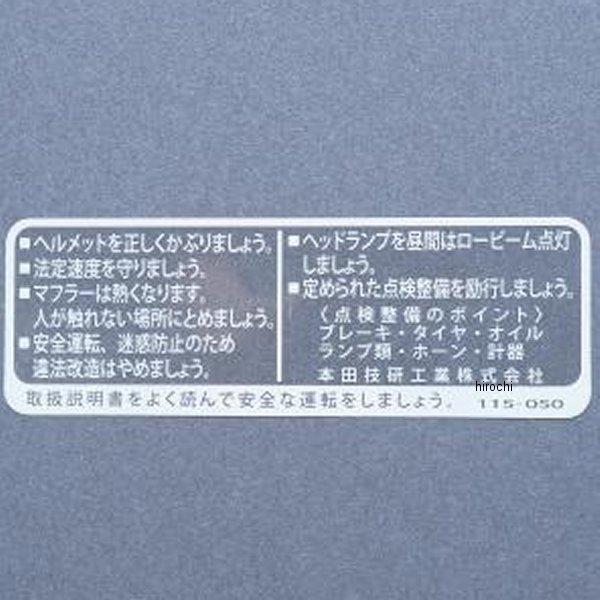 ■ヘルメットを正しくかぶりましょう。
■法定速度を守りましょう。
■マフラーは熱くなります。
人が触れない場所にとめましょう。
■安全運転、迷惑防止のため
違法改造はやめましょう。
■ヘッドランプを昼間はロービーム点灯
しましょう。
■定められた点検整備を励行しましょう。
〈点検整備のポイント〉
ブレーキ・タイヤ・オイル
ランプ類・ホーン・計器
本田技研工業株式会社
hirochi
取扱説明書をよく読んで安全な運転をしましょう。 115-050